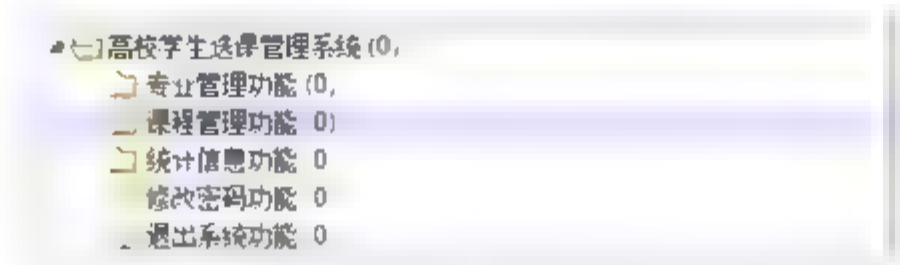 高校学生选课管理系统 (0,
专业管理功能 (0,
课程管理功能 0)
统计信息功能 0
修改密码功能 0
退出系统功能 0